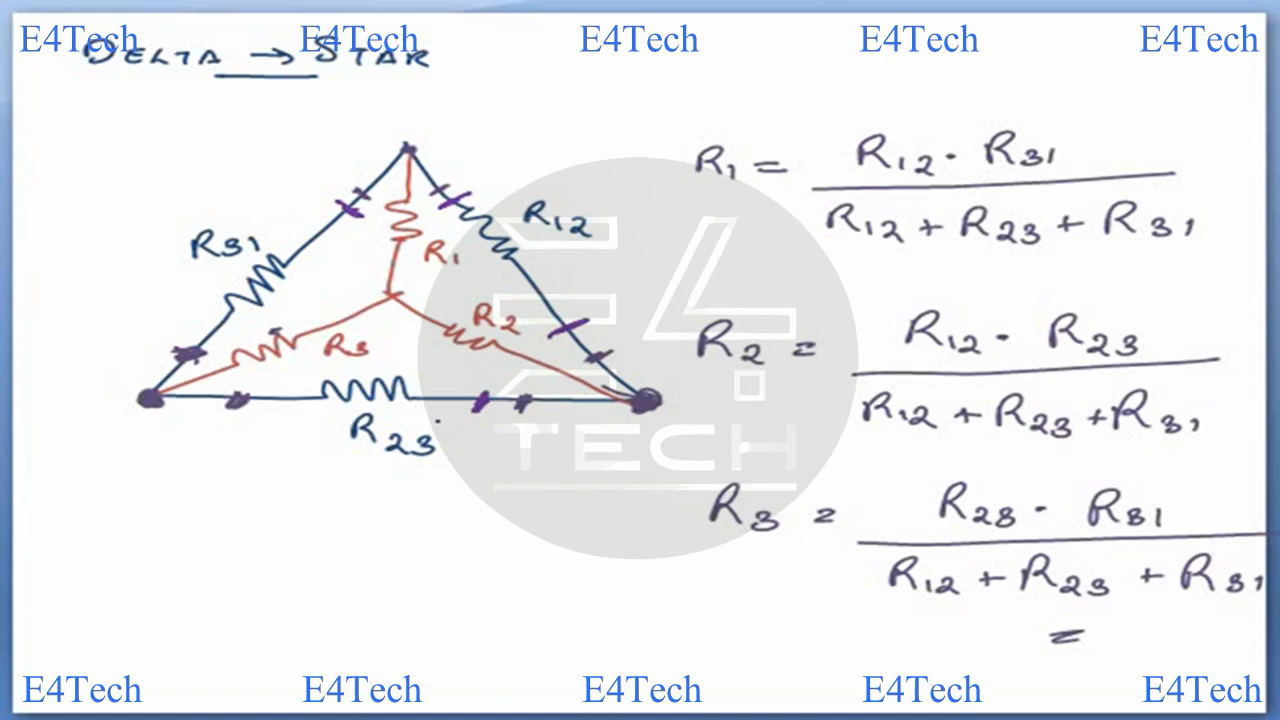 E4Tech E4Tech E4Tech E4Tech E4Tech
DELTA → STAR
R31
R12
R1
R2
R3
R23
R1 = R12 · R31
R12 + R23 + R31
R2 = R12 · R23
R12 + R23 + R31
R3 = R23 · R31
R12 + R23 + R31
=
E4
TECH
E4Tech E4Tech E4Tech E4Tech E4Tech